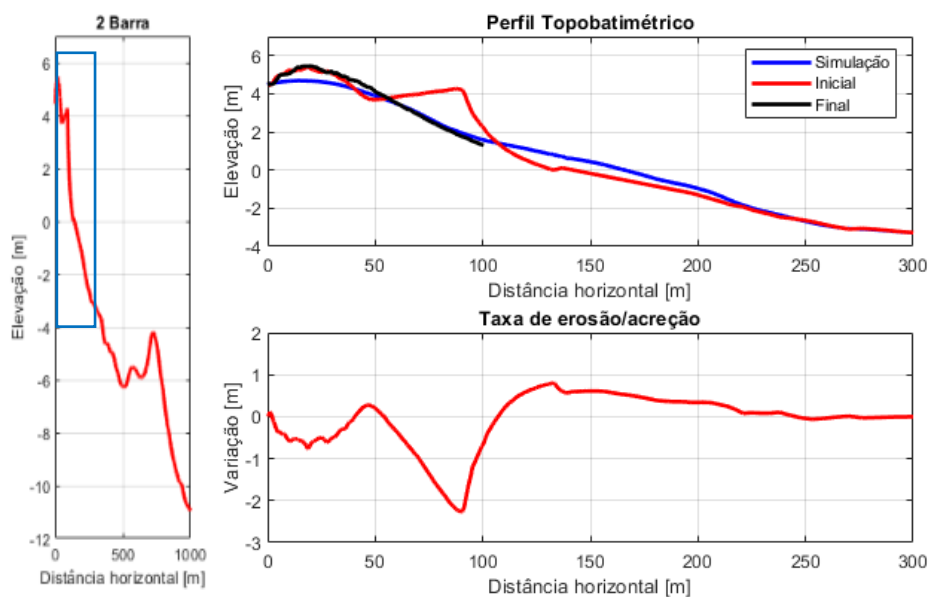 2 Barra
Elevação [m]
6
4
2
0
-2
-4
-6
-8
-10
-12
0 500 1000
Distância horizontal [m]
Perfil Topobatimétrico
Elevação [m]
6
4
2
0
-2
-4
0 50 100 150 200 250 300
Distância horizontal [m]
Simulação
Inicial
Final
Taxa de erosão/acreção
Variação [m]
2
1
0
-1
-2
-3
0 50 100 150 200 250 300
Distância horizontal [m]